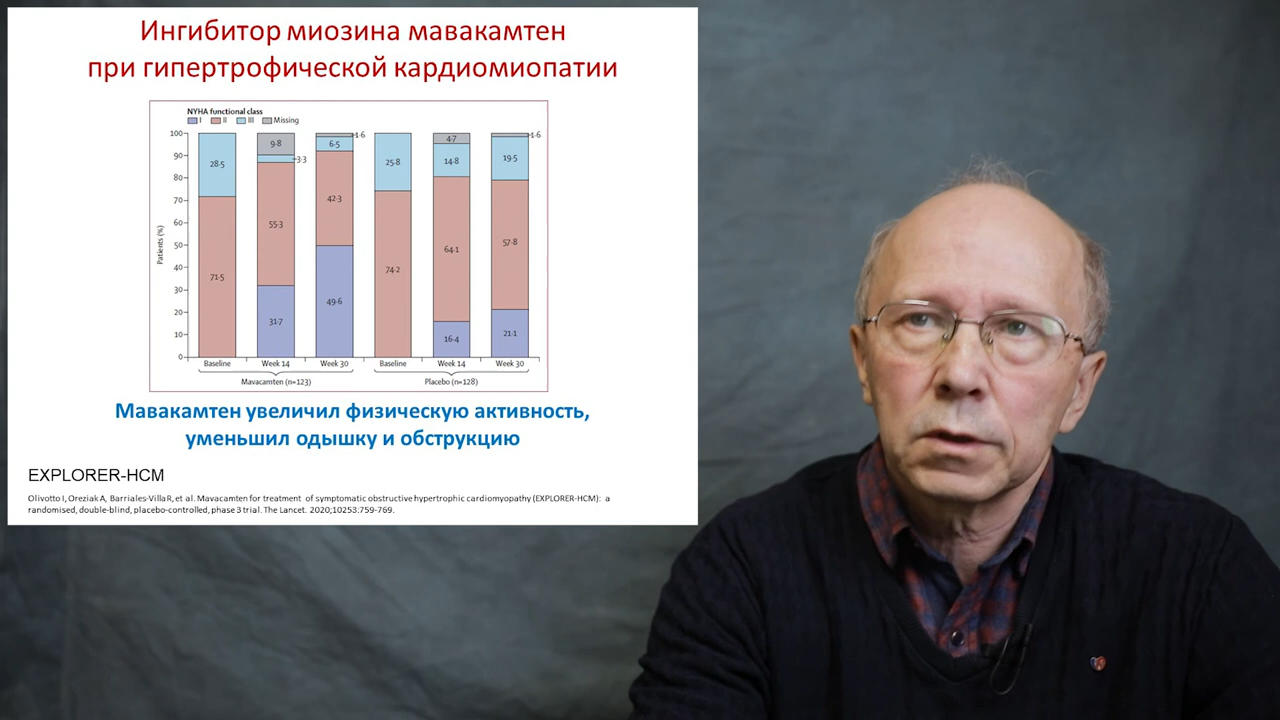 Ингибитор миозина мавакамтен
при гипертрофической кардиомиопатии
NYHA functional class
I II III Missing
Patients (%)
100
90
80
70
60
50
40
30
20
10
0
28·5
71·5
9·8
3·3
55·3
31·7
1·6
6·5
42·3
49·6
25·8
74·2
4·7
14·8
64·1
16·4
1·6
19·5
57·8
21·1
Baseline Week 14 Week 30 Baseline Week 14 Week 30
Mavacamten (n=123) Placebo (n=128)
Мавакамтен увеличил физическую активность,
уменьшил одышку и обструкцию
EXPLORER-HCM
Olivotto I, Oreziak A, Barriales-Villa R, et al. Mavacamten for treatment of symptomatic obstructive hypertrophic cardiomyopathy (EXPLORER-HCM): a
randomised, double-blind, placebo-controlled, phase 3 trial. The Lancet. 2020;10253:759-769.